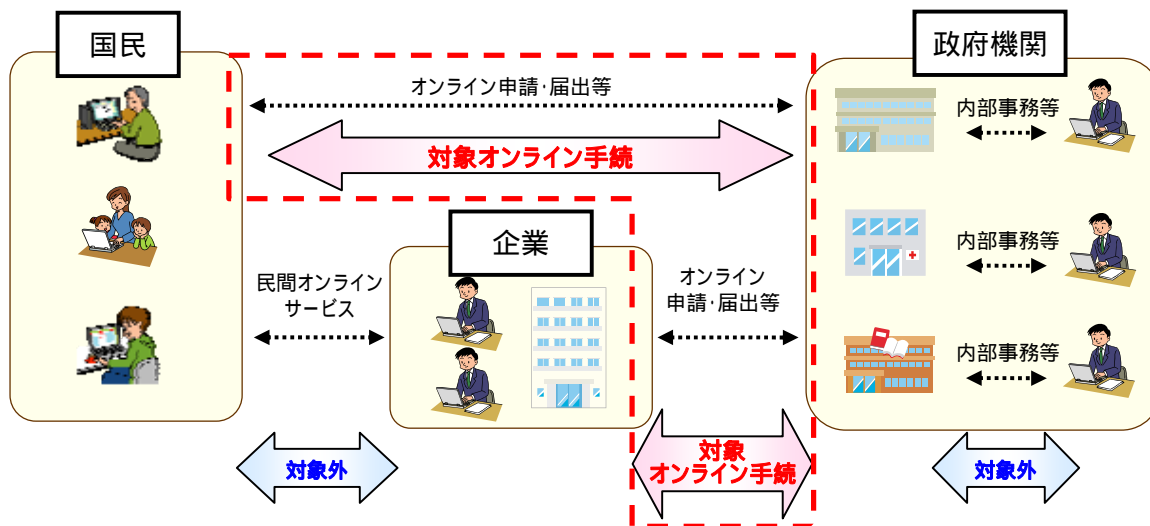 国民
政府機関
オンライン申請・届出等
対象オンライン手続
内部事務等
企業
民間オンライン
サービス
オンライン
申請・届出等
内部事務等
内部事務等
対象外
対象
オンライン手続
対象外